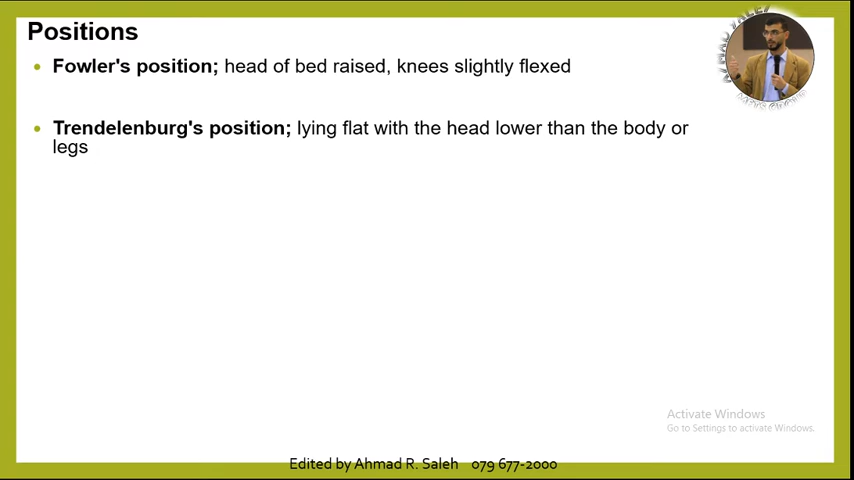 Positions
Fowler's position; head of bed raised, knees slightly flexed
Trendelenburg's position; lying flat with the head lower than the body or
legs
Activate Windows
Go to Settings to activate Windows.
Edited by Ahmad R. Saleh 079 677-2000